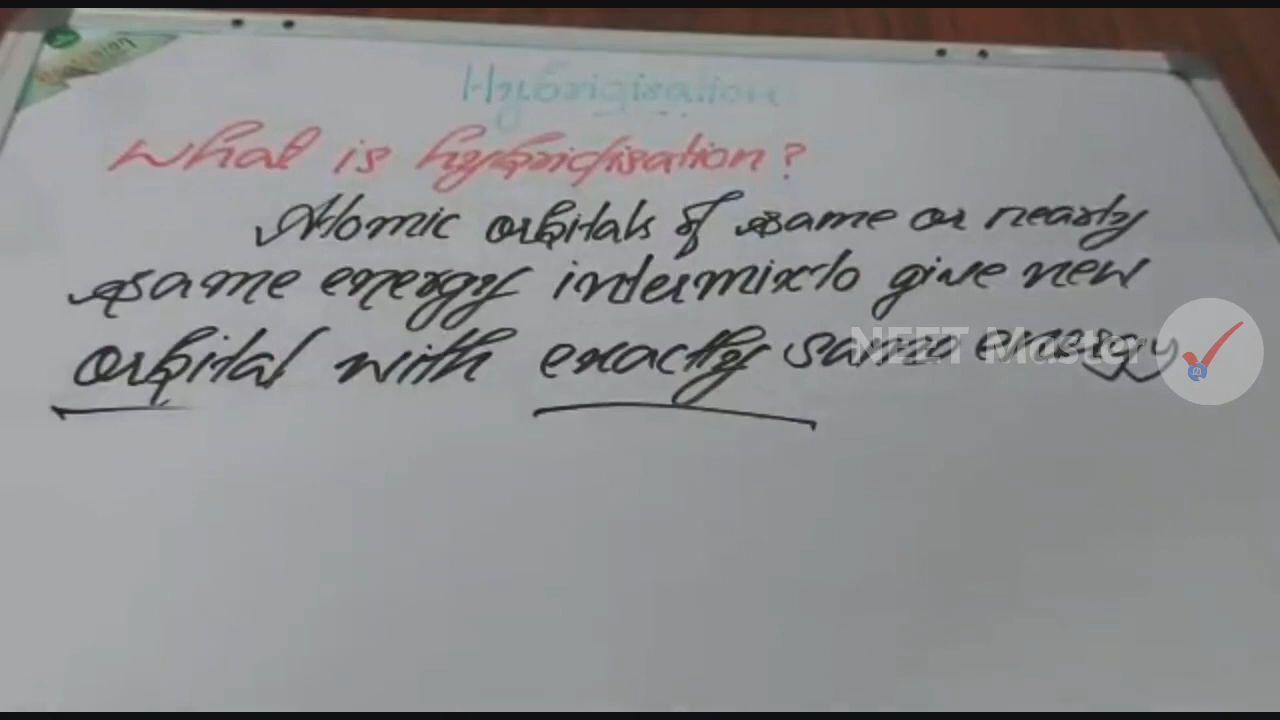 Hybridisation
What is hybridisation?
Atomic orbitals of same or nearly
same energy intermix to give new
orbital with exactly same energy
NEET Master